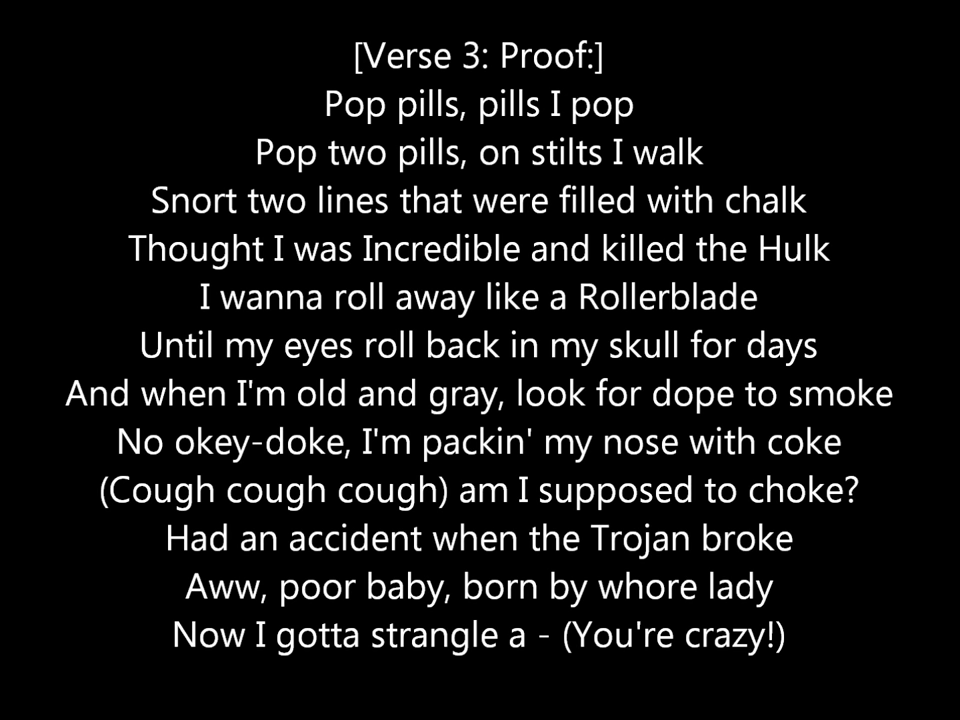 [Verse 3: Proof:]
Pop pills, pills I pop
Pop two pills, on stilts I walk
Snort two lines that were filled with chalk
Thought I was Incredible and killed the Hulk
I wanna roll away like a Rollerblade
Until my eyes roll back in my skull for days
And when I'm old and gray, look for dope to smoke
No okey-doke, I'm packin' my nose with coke
(Cough cough cough) am I supposed to choke?
Had an accident when the Trojan broke
Aww, poor baby, born by whore lady
Now I gotta strangle a - (You're crazy!)